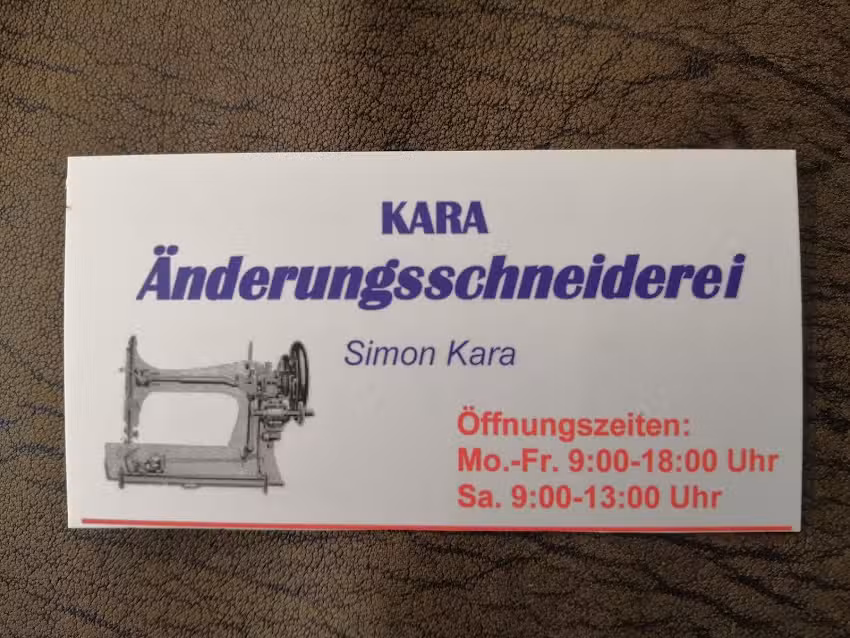 KARA
Änderungsschneiderei
Simon Kara
Öffnungszeiten:
Mo.-Fr. 9:00-18:00 Uhr
Sa. 9:00-13:00 Uhr